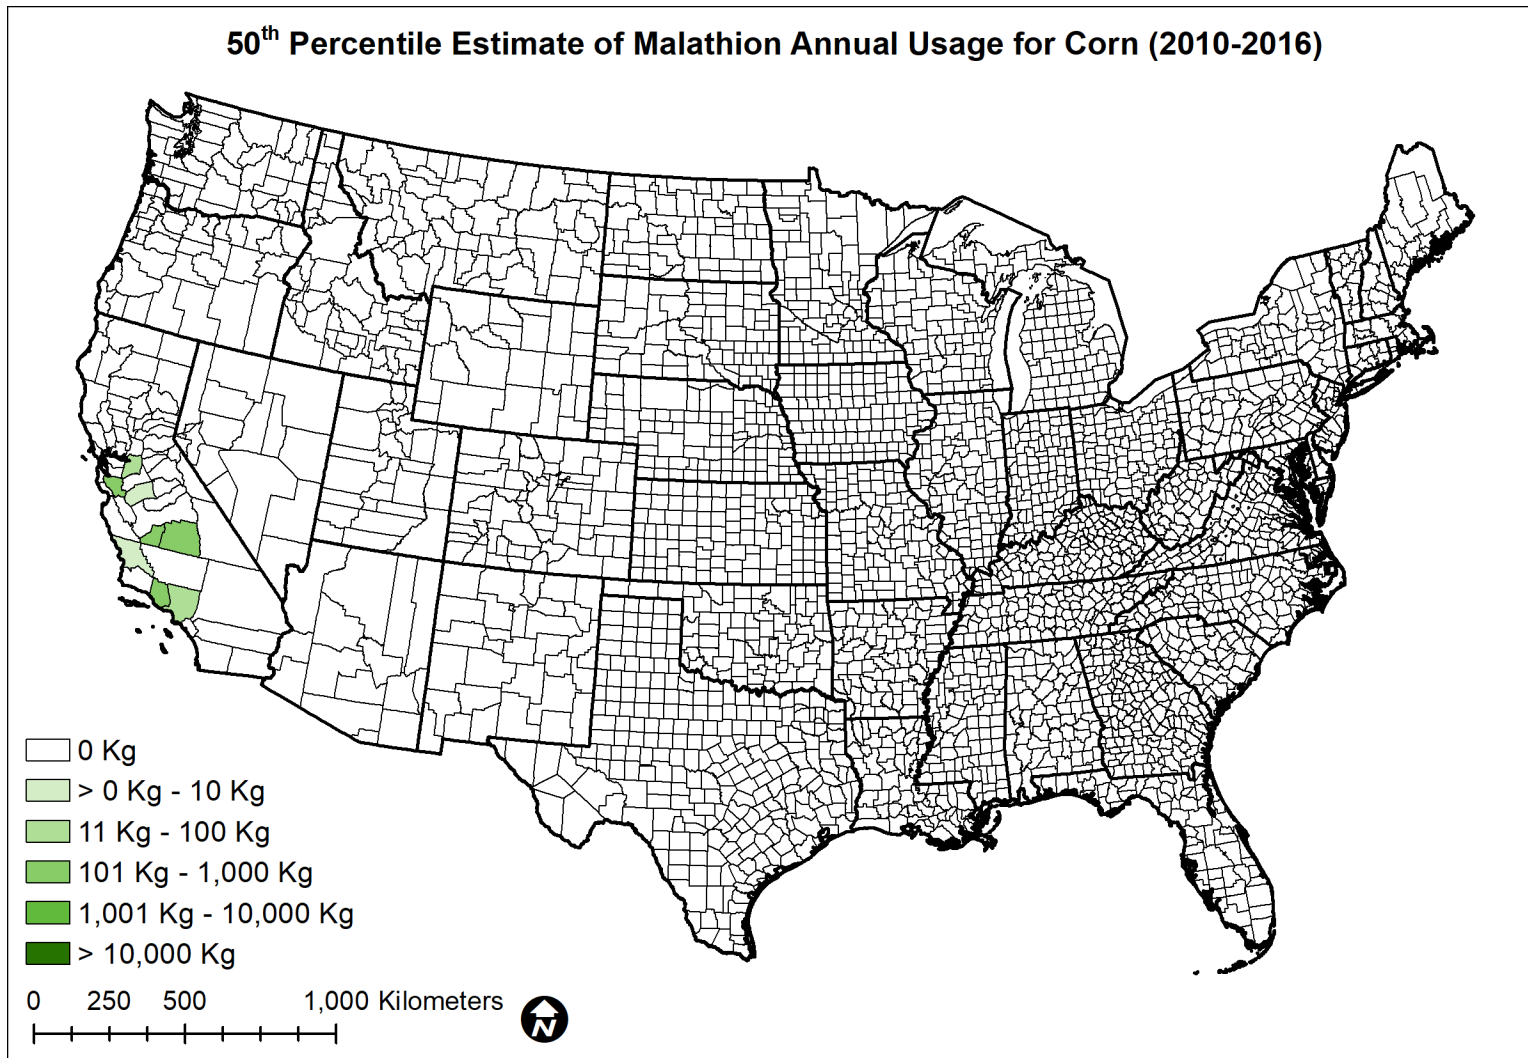 50th Percentile Estimate of Malathion Annual Usage for Corn (2010-2016)
0 Kg
> 0 Kg - 10 Kg
11 Kg - 100 Kg
101 Kg - 1,000 Kg
1,001 Kg - 10,000 Kg
> 10,000 Kg
0 250 500 1,000 Kilometers
N